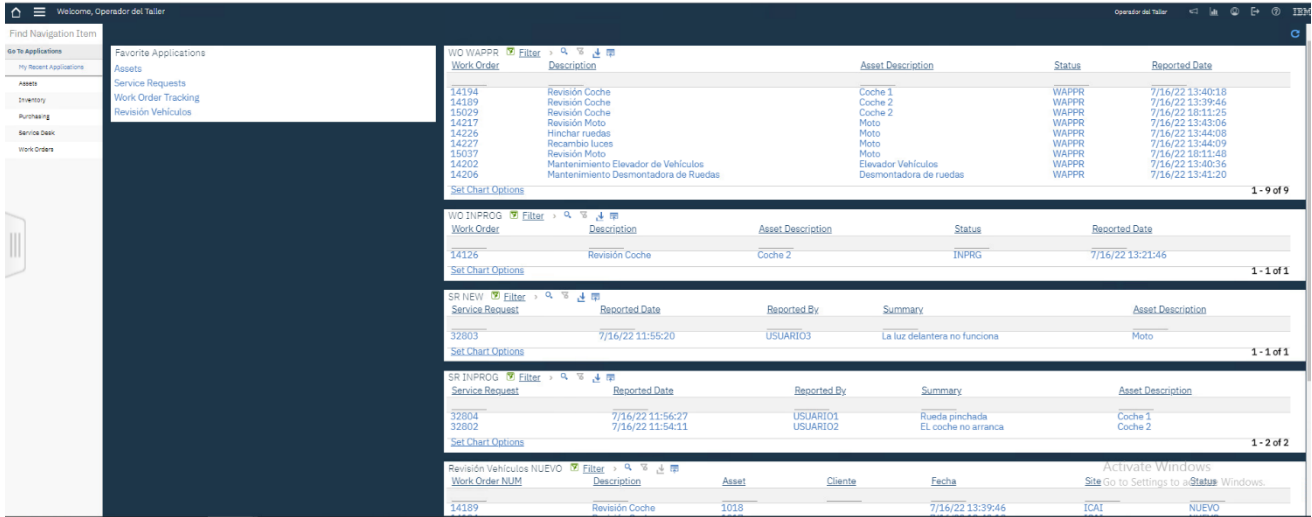 Welcome, Operador del Taller
Operador del Taller
IBM
Find Navigation Item
Go To Applications
My Recent Applications
Assets
Inventory
Purchasing
Service Desk
Work Orders
Favorite Applications
Assets
Service Requests
Work Order Tracking
Revisión Vehículos
WO WAPPR Filter
Work Order Description Asset Description Status Reported Date
14194 Revisión Coche Coche 1 WAPPR 7/16/22 13:40:18
14189 Revisión Coche Coche 2 WAPPR 7/16/22 13:39:46
15029 Revisión Coche Coche 2 WAPPR 7/16/22 18:11:25
14217 Revisión Moto Moto WAPPR 7/16/22 13:43:06
14226 Hinchar ruedas Moto WAPPR 7/16/22 13:44:08
14227 Recambio luces Moto WAPPR 7/16/22 13:44:09
15037 Revisión Moto Moto WAPPR 7/16/22 18:11:48
14202 Mantenimiento Elevador de Vehículos Elevador Vehículos WAPPR 7/16/22 13:40:36
14206 Mantenimiento Desmontadora de Ruedas Desmontadora de ruedas WAPPR 7/16/22 13:41:20
Set Chart Options 1 - 9 of 9
WO INPROG Filter
Work Order Description Asset Description Status Reported Date
14126 Revisión Coche Coche 2 INPRG 7/16/22 13:21:46
Set Chart Options 1 - 1 of 1
SR NEW Filter
Service Request Reported Date Reported By Summary Asset Description
32803 7/16/22 11:55:20 USUARIO3 La luz delantera no funciona Moto
Set Chart Options 1 - 1 of 1
SR INPROG Filter
Service Request Reported Date Reported By Summary Asset Description
32804 7/16/22 11:56:27 USUARIO1 Rueda pinchada Coche 1
32802 7/16/22 11:54:11 USUARIO2 EL coche no arranca Coche 2
Set Chart Options 1 - 2 of 2
Revisión Vehículos NUEVO Filter
Activate Windows
Work Order NUM Description Asset Cliente Fecha Site Status
Go to Settings to Windows.
14189 Revisión Coche 1018 7/16/22 13:39:46 ICAI NUEVO